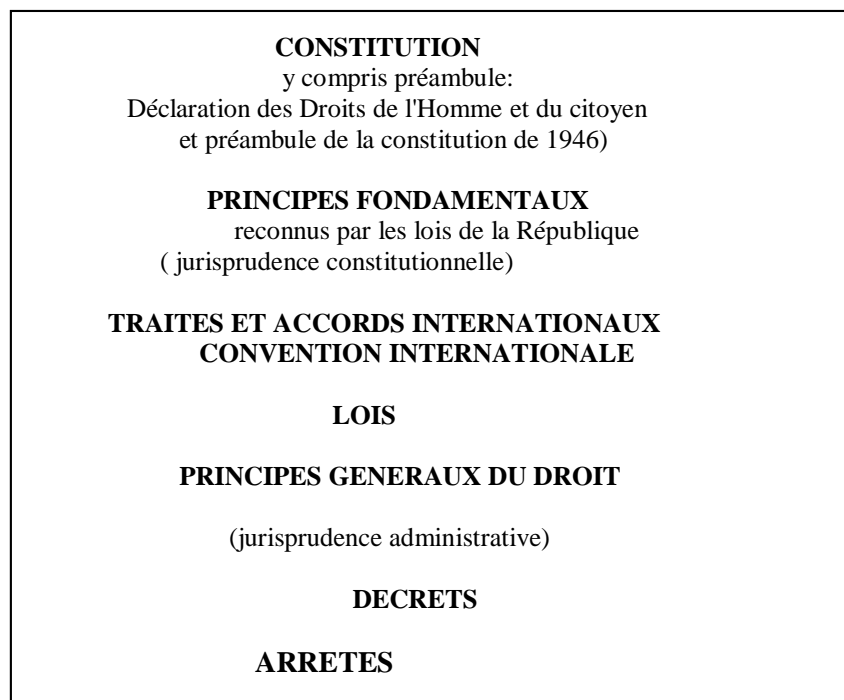 CONSTITUTION
y compris préambule:
Déclaration des Droits de l'Homme et du citoyen
et préambule de la constitution de 1946)
PRINCIPES FONDAMENTAUX
reconnus par les lois de la République
( jurisprudence constitutionnelle)
TRAITES ET ACCORDS INTERNATIONAUX
CONVENTION INTERNATIONALE
LOIS
PRINCIPES GENERAUX DU DROIT
(jurisprudence administrative)
DECRETS
ARRETES